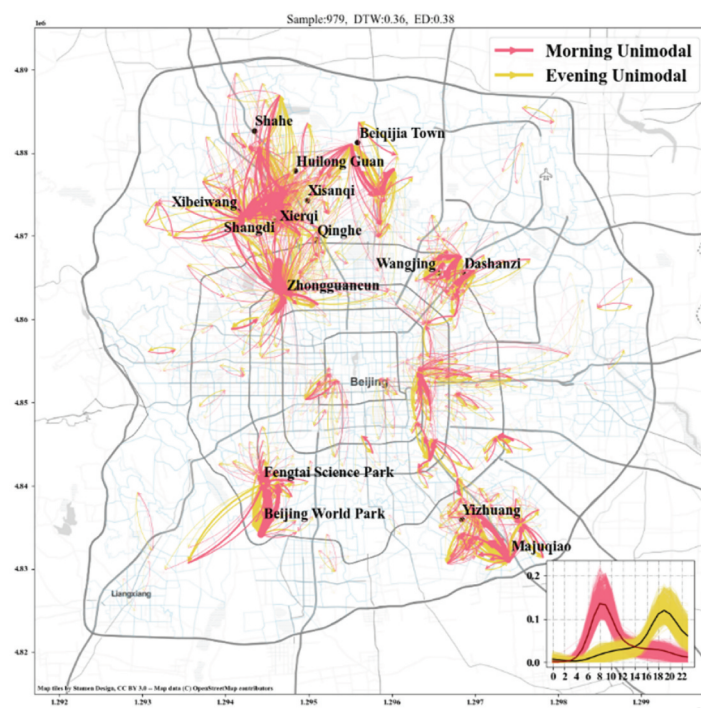 Sample:979, DTW:0.36, ED:0.38
1e6
4.89
4.88
4.87
4.86
4.85
4.84
4.83
4.82
Morning Unimodal
Evening Unimodal
Shahe
Beiqijia Town
Huilong Guan
Xisanqi
Xibeiwang
Xierqi
Shangdi
Qinghe
Wangjing
Dashanzi
Zhongguancun
Beijing
Fengtai Science Park
Beijing World Park
Yizhuang
Majuqiao
Liangxiang
0.2
0.1
0.0
0 2 4 6 8 10 12 14 16 18 20 22
Map tiles by Stamen Design, CC BY 3.0 -- Map data (C) OpenStreetMap contributors
1.292 1.293 1.294 1.295 1.296 1.297 1.298 1.299